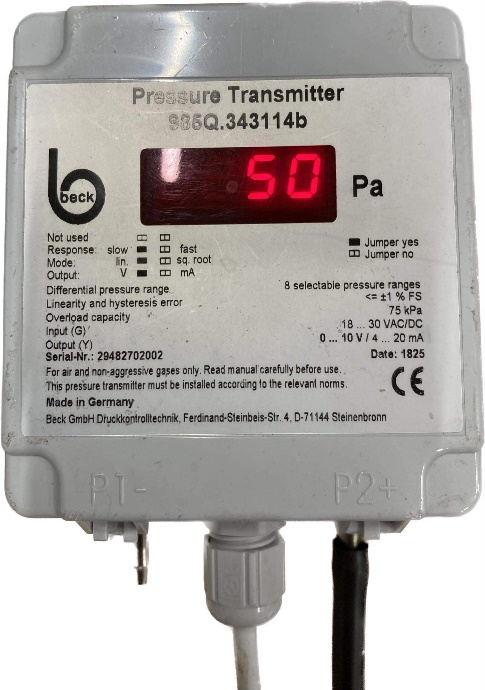 Pressure Transmitter
985Q.343114b
beck
50 Pa
Not used
Response: slow fast
Mode: lin. sq. root
Output: V mA
Jumper yes
Jumper no
Differential pressure range 8 selectable pressure ranges
Linearity and hysteresis error <= ±1 % FS
Overload capacity 75 kPa
Input (G) 18 ... 30 VAC/DC
Output (Y) 0 ... 10 V / 4 ... 20 mA
Serial-Nr.: 29482702002 Date: 1825
For air and non-aggressive gases only. Read manual carefully before use.
This pressure transmitter must be installed according to the relevant norms.
CE
Made in Germany
Beck GmbH Druckkontrolltechnik, Ferdinand-Steinbeis-Str. 4, D-71144 Steinenbronn
P1- P2+